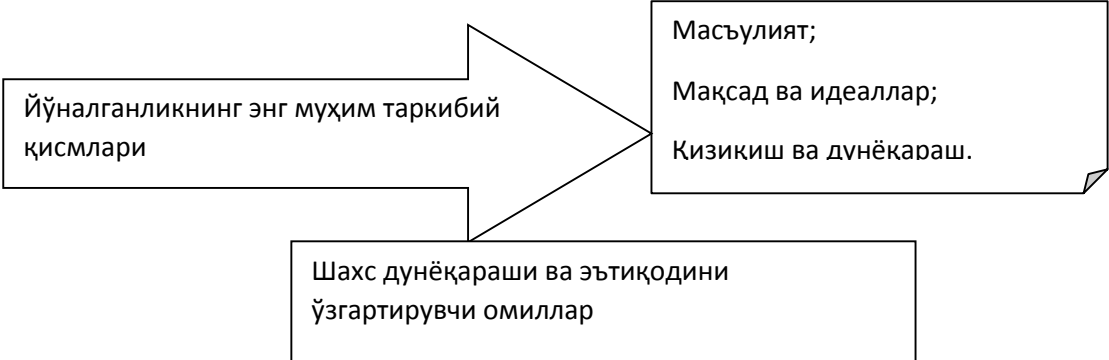 Йўналганликнинг энг муҳим таркибий
қисмлари
Масъулият;
Мақсад ва идеаллар;
Қизиқиш ва дунёқараш.
Шахс дунёқараши ва эътиқодини
ўзгартирувчи омиллар